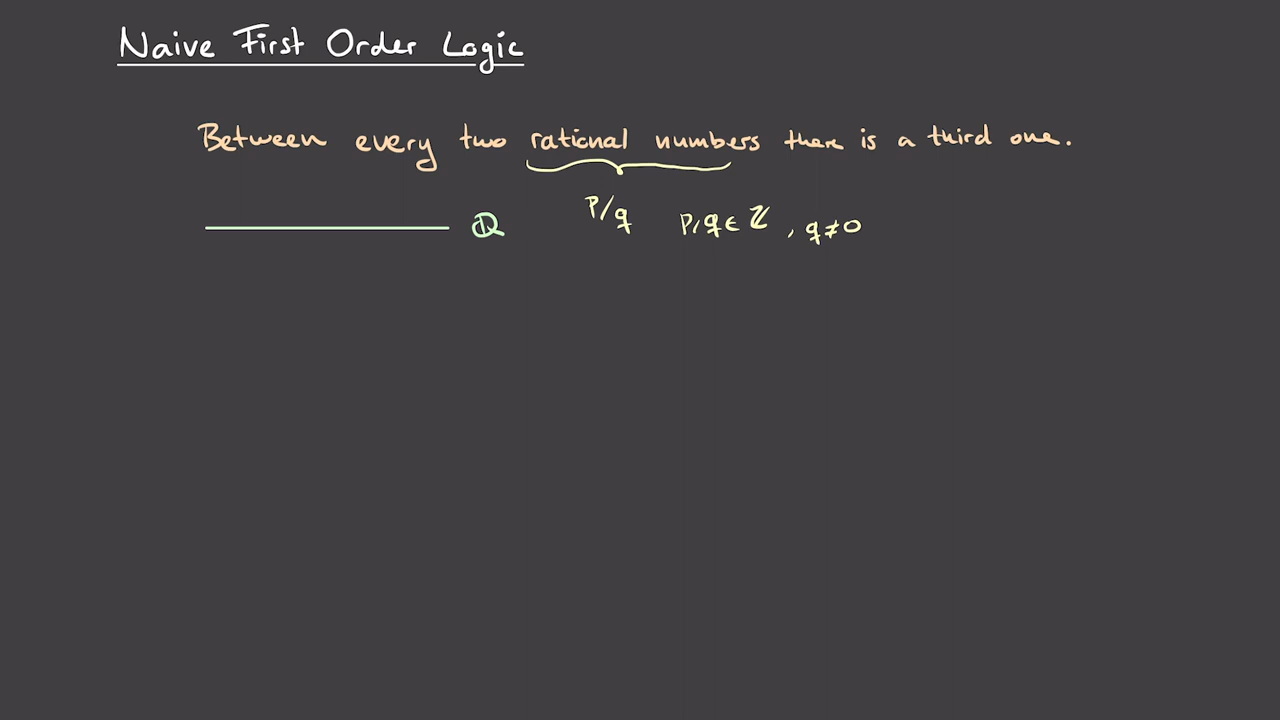 Naive First Order Logic
Between every two rational numbers there is a third one.
ℚ p/q p,q ∈ ℤ, q≠0